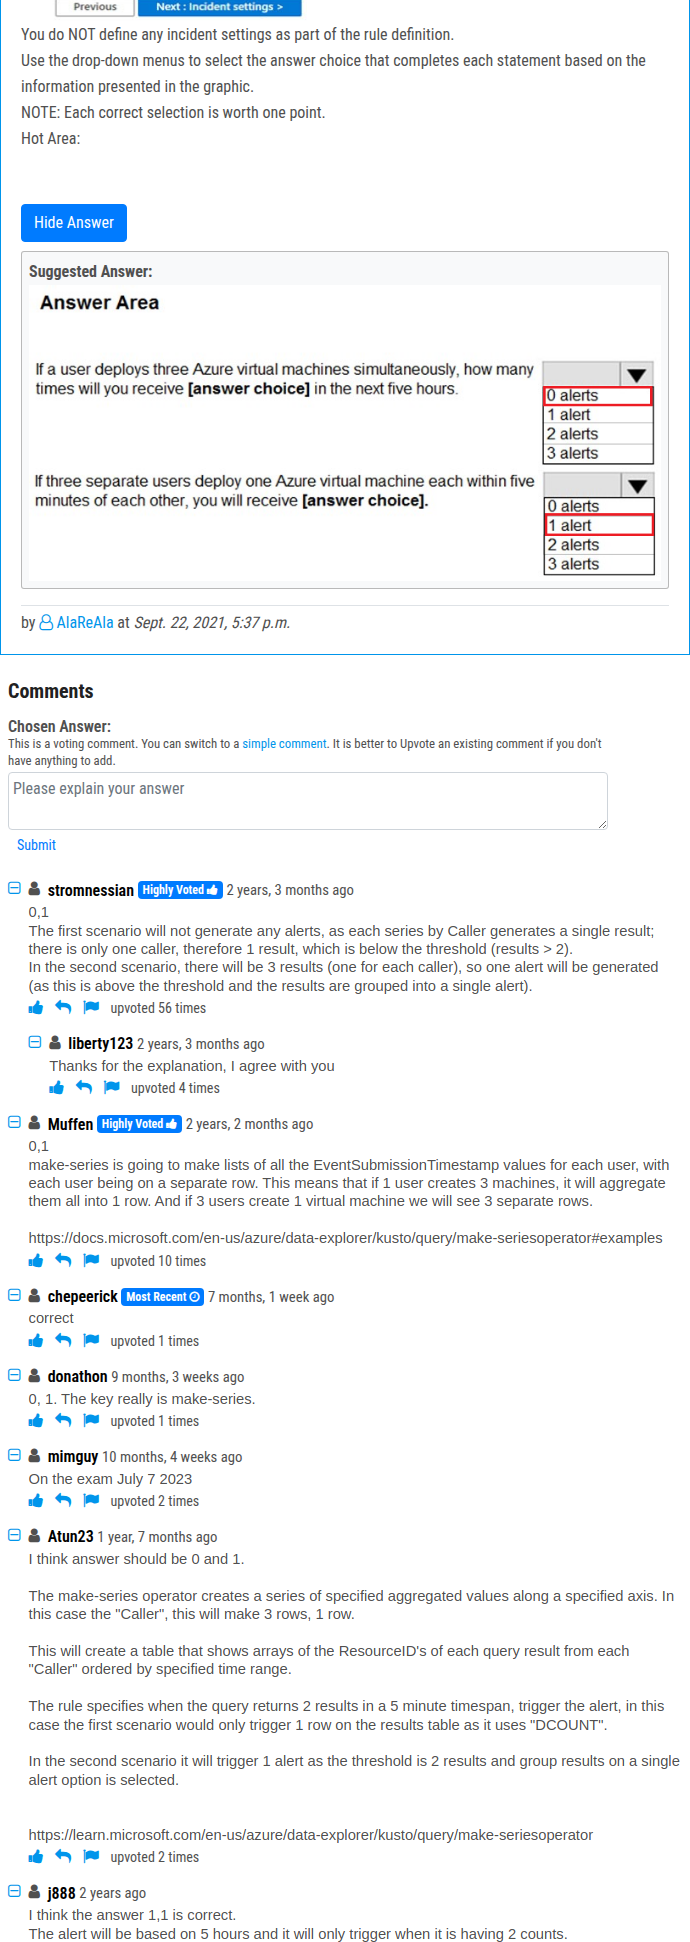 Previous
Next : Incident settings >
You do NOT define any incident settings as part of the rule definition.
Use the drop-down menus to select the answer choice that completes each statement based on the
information presented in the graphic.
NOTE: Each correct selection is worth one point.
Hot Area:
Hide Answer
Suggested Answer:
Answer Area
If a user deploys three Azure virtual machines simultaneously, how many
times will you receive [answer choice] in the next five hours.
0 alerts
1 alert
2 alerts
3 alerts
If three separate users deploy one Azure virtual machine each within five
minutes of each other, you will receive [answer choice].
0 alerts
1 alert
2 alerts
3 alerts
by AlaReAla at Sept. 22, 2021, 5:37 p.m.
Comments
Chosen Answer:
This is a voting comment. You can switch to a simple comment. It is better to Upvote an existing comment if you don't
have anything to add.
Please explain your answer
Submit
stromnessian Highly Voted 2 years, 3 months ago
0,1
The first scenario will not generate any alerts, as each series by Caller generates a single result;
there is only one caller, therefore 1 result, which is below the threshold (results > 2).
In the second scenario, there will be 3 results (one for each caller), so one alert will be generated
(as this is above the threshold and the results are grouped into a single alert).
upvoted 56 times
liberty123 2 years, 3 months ago
Thanks for the explanation, I agree with you
upvoted 4 times
Muffen Highly Voted 2 years, 2 months ago
0,1
make-series is going to make lists of all the EventSubmissionTimestamp values for each user, with
each user being on a separate row. This means that if 1 user creates 3 machines, it will aggregate
them all into 1 row. And if 3 users create 1 virtual machine we will see 3 separate rows.
https://docs.microsoft.com/en-us/azure/data-explorer/kusto/query/make-seriesoperator#examples
upvoted 10 times
chepeerick Most Recent 7 months, 1 week ago
correct
upvoted 1 times
donathon 9 months, 3 weeks ago
0, 1. The key really is make-series.
upvoted 1 times
mimguy 10 months, 4 weeks ago
On the exam July 7 2023
upvoted 2 times
Atun23 1 year, 7 months ago
I think answer should be 0 and 1.
The make-series operator creates a series of specified aggregated values along a specified axis. In
this case the "Caller", this will make 3 rows, 1 row.
This will create a table that shows arrays of the ResourceID's of each query result from each
"Caller" ordered by specified time range.
The rule specifies when the query returns 2 results in a 5 minute timespan, trigger the alert, in this
case the first scenario would only trigger 1 row on the results table as it uses "DCOUNT".
In the second scenario it will trigger 1 alert as the threshold is 2 results and group results on a single
alert option is selected.
https://learn.microsoft.com/en-us/azure/data-explorer/kusto/query/make-seriesoperator
upvoted 2 times
j888 2 years ago
I think the answer 1,1 is correct.
The alert will be based on 5 hours and it will only trigger when it is having 2 counts.